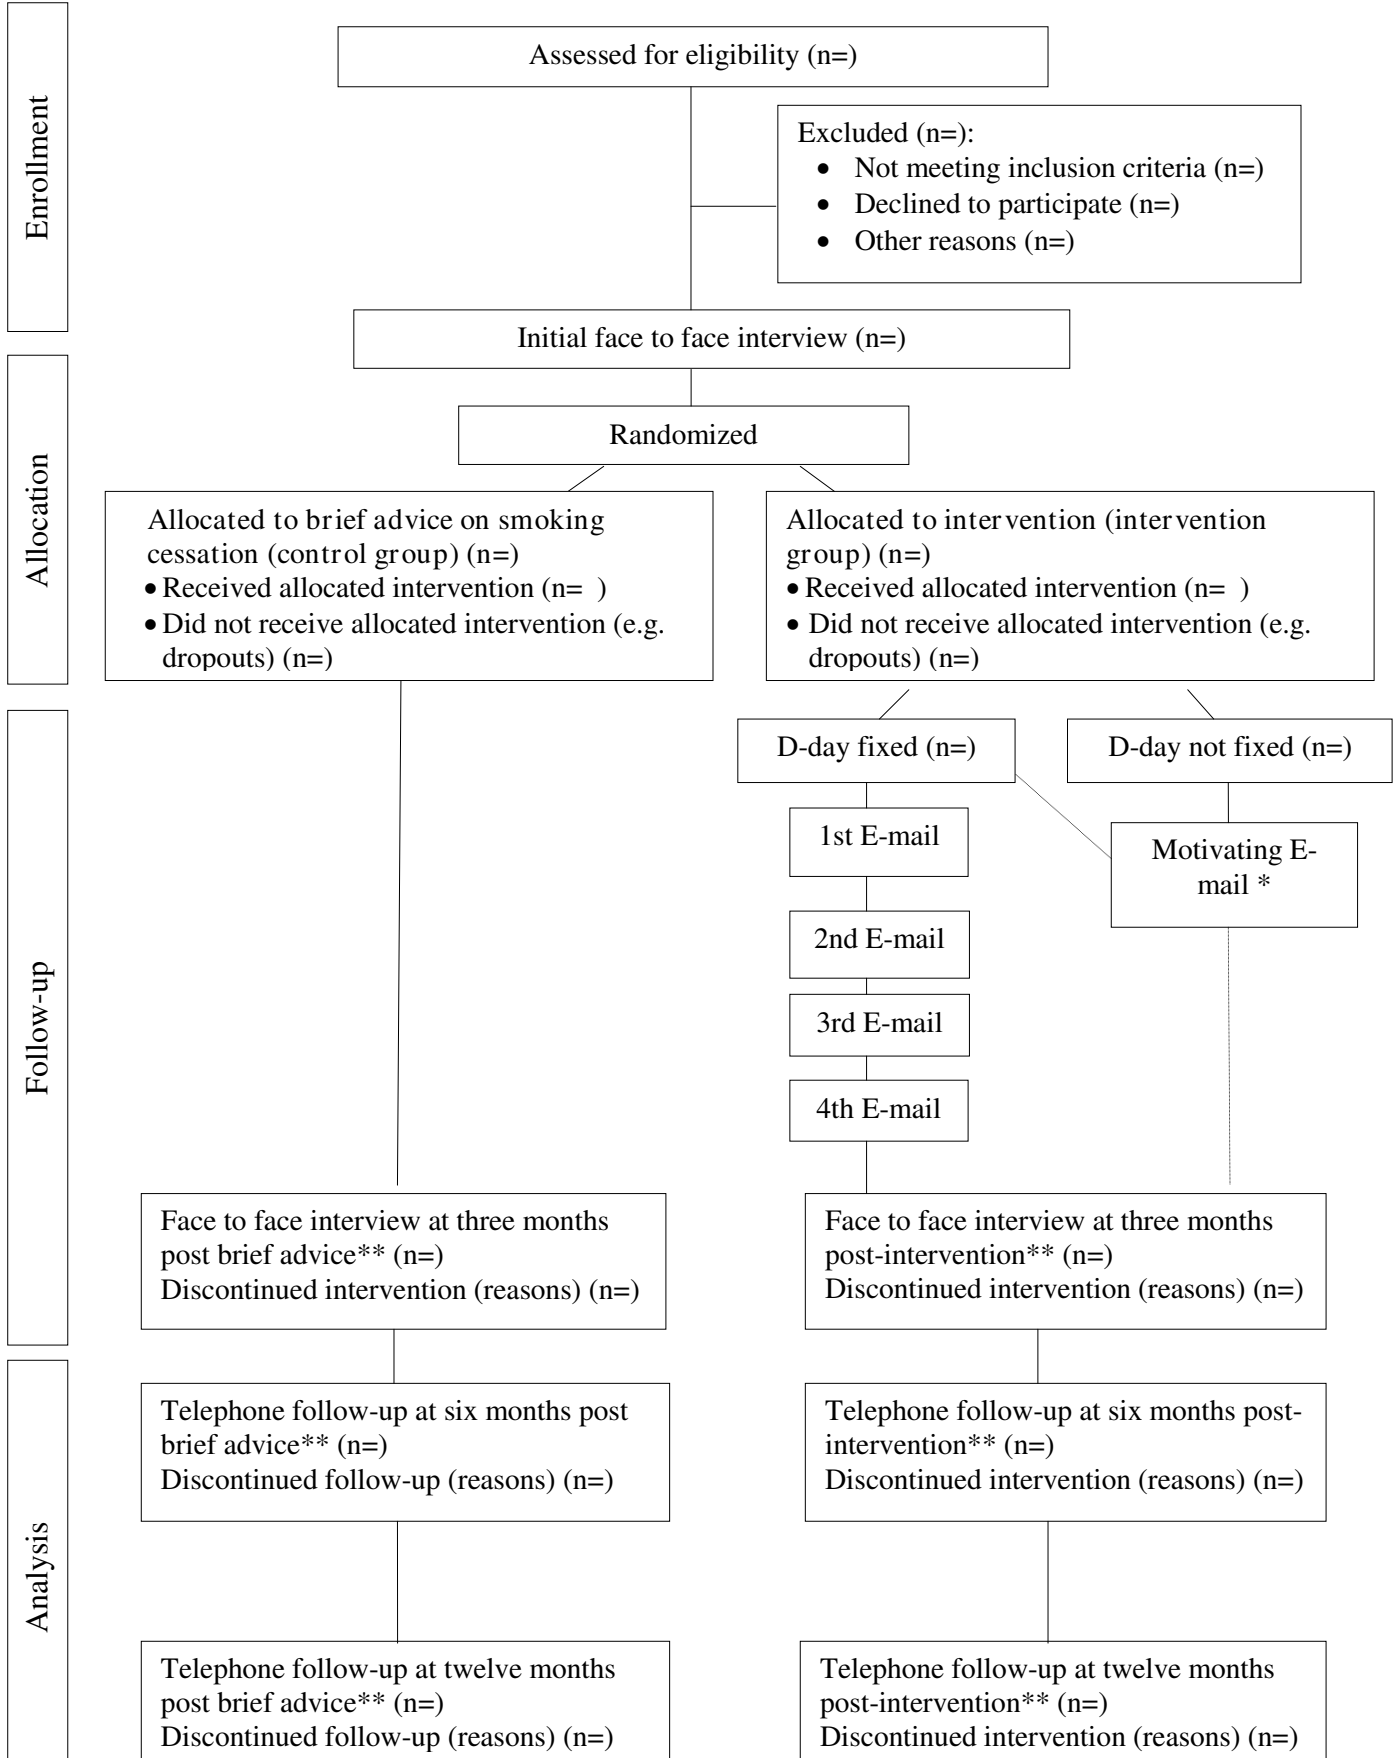 Enrollment
Assessed for eligibility (n=)
Excluded (n=):
• Not meeting inclusion criteria (n=)
• Declined to participate (n=)
• Other reasons (n=)
Initial face to face interview (n=)
Allocation
Randomized
Allocated to brief advice on smoking
cessation (control group) (n=)
• Received allocated intervention (n=  )
• Did not receive allocated intervention (e.g.
dropouts) (n=)
Allocated to intervention (intervention
group) (n=)
• Received allocated intervention (n=  )
• Did not receive allocated intervention (e.g.
dropouts) (n=)
Follow-up
D-day fixed (n=)
D-day not fixed (n=)
1st E-mail
Motivating E-
mail *
2nd E-mail
3rd E-mail
4th E-mail
Face to face interview at three months
post brief advice** (n=)
Discontinued intervention (reasons) (n=)
Face to face interview at three months
post-intervention** (n=)
Discontinued intervention (reasons) (n=)
Analysis
Telephone follow-up at six months post
brief advice** (n=)
Discontinued follow-up (reasons) (n=)
Telephone follow-up at six months post-
intervention** (n=)
Discontinued intervention (reasons) (n=)
Telephone follow-up at twelve months
post brief advice** (n=)
Discontinued follow-up (reasons) (n=)
Telephone follow-up at twelve months
post-intervention** (n=)
Discontinued intervention (reasons) (n=)